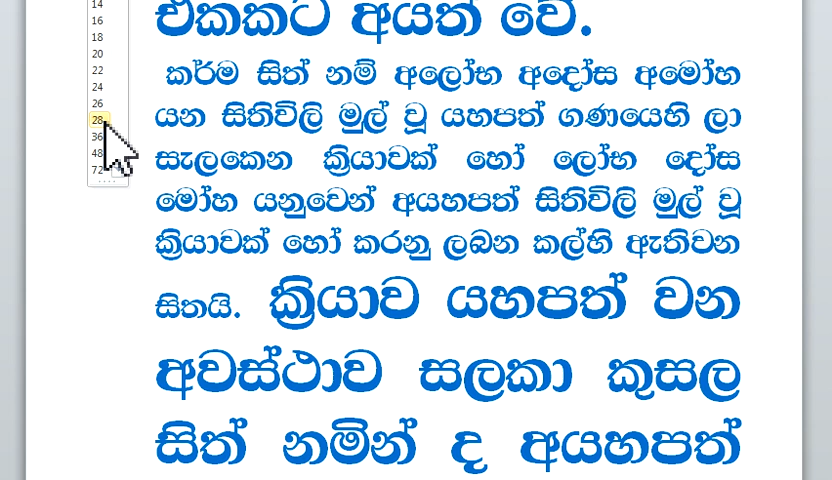 එකකට අයත් වේ.
කර්ම සිත් නම් අලෝභ අදෝස අමෝහ
යන සිතිවිලි මුල් වූ යහපත් ගණයෙහි ලා
සැලකෙන ක්‍රියාවක් හෝ ලෝභ දෝස
මෝහ යනුවෙන් අයහපත් සිතිවිලි මුල් වූ
ක්‍රියාවක් හෝ කරනු ලබන කල්හි ඇතිවන
සිතයි. ක්‍රියාව යහපත් වන
අවස්ථාව සලකා කුසල
සිත් නමින් ද අයහපත්
14
16
18
20
22
24
26
28
36
48
72